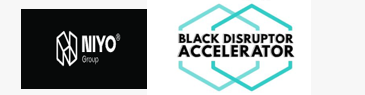 NIYO®
Group
BLACK DISRUPTOR
ACCELERATOR